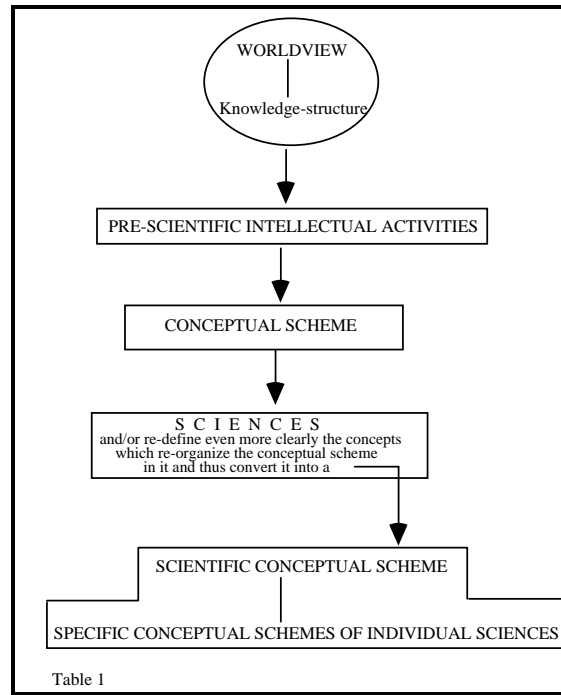 WORLDVIEW
Knowledge-structure
PRE-SCIENTIFIC INTELLECTUAL ACTIVITIES
CONCEPTUAL SCHEME
S C I E N C E S
and/or re-define even more clearly the concepts
which re-organize the conceptual scheme
in it and thus convert it into a
SCIENTIFIC CONCEPTUAL SCHEME
SPECIFIC CONCEPTUAL SCHEMES OF INDIVIDUAL SCIENCES
Table 1